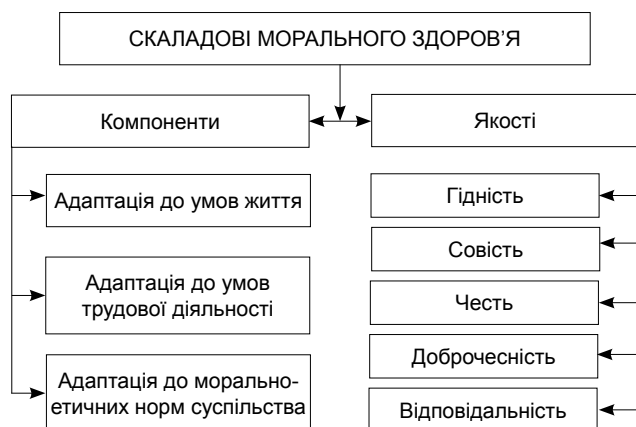 СКАЛАДОВІ МОРАЛЬНОГО ЗДОРОВ'Я
Компоненти
Якості
Адаптація до умов життя
Адаптація до умов
трудової діяльності
Адаптація до морально-
етичних норм суспільства
Гідність
Совість
Честь
Доброчесність
Відповідальність